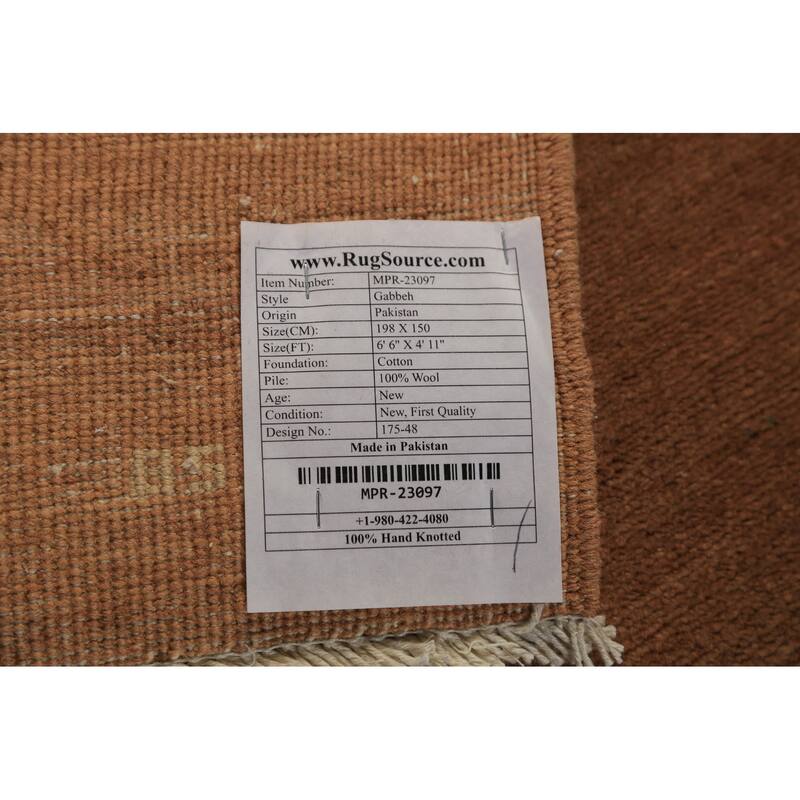 www.RugSource.com
Item Number: MPR-23097
Style Gabbeh
Origin Pakistan
Size(CM): 198 X 150
Size(FT): 6' 6" X 4' 11"
Foundation: Cotton
Pile: 100% Wool
Age: New
Condition: New, First Quality
Design No.: 175-48
Made in Pakistan
MPR-23097
+1-980-422-4080
100% Hand Knotted